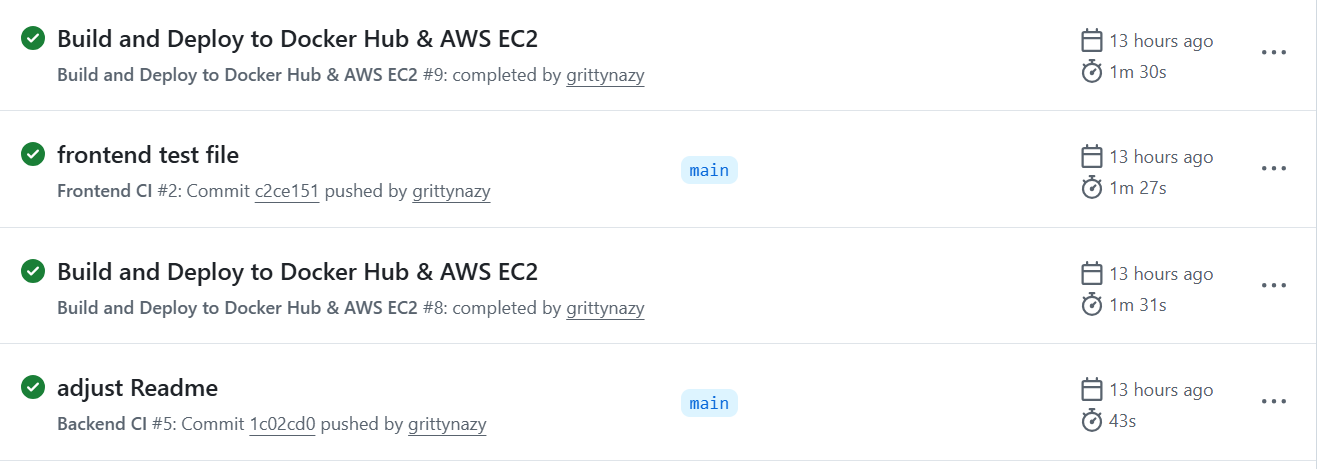 Build and Deploy to Docker Hub & AWS EC2
13 hours ago
Build and Deploy to Docker Hub & AWS EC2 #9: completed by grittynazy
1m 30s
frontend test file
main
13 hours ago
Frontend CI #2: Commit c2ce151 pushed by grittynazy
1m 27s
Build and Deploy to Docker Hub & AWS EC2
13 hours ago
Build and Deploy to Docker Hub & AWS EC2 #8: completed by grittynazy
1m 31s
adjust Readme
main
13 hours ago
Backend CI #5: Commit 1c02cd0 pushed by grittynazy
43s